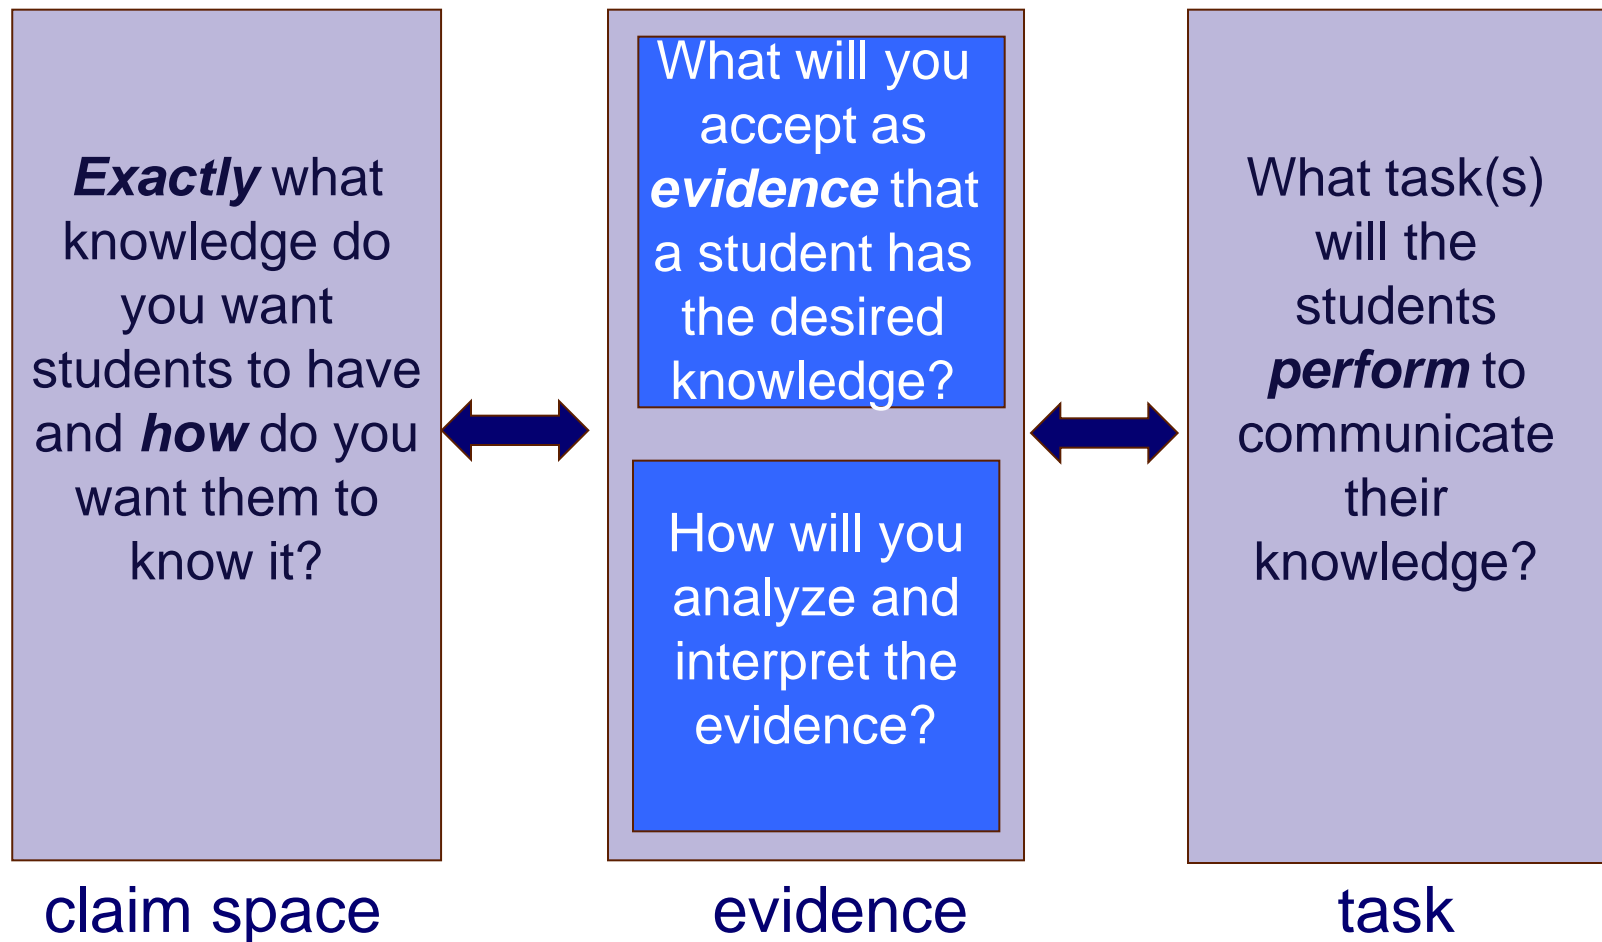 Exactly what
knowledge do
you want
students to have
and how do you
want them to
know it?
What will you
accept as
evidence that
a student has
the desired
knowledge?
How will you
analyze and
interpret the
evidence?
What task(s)
will the
students
perform to
communicate
their
knowledge?
claim space
evidence
task